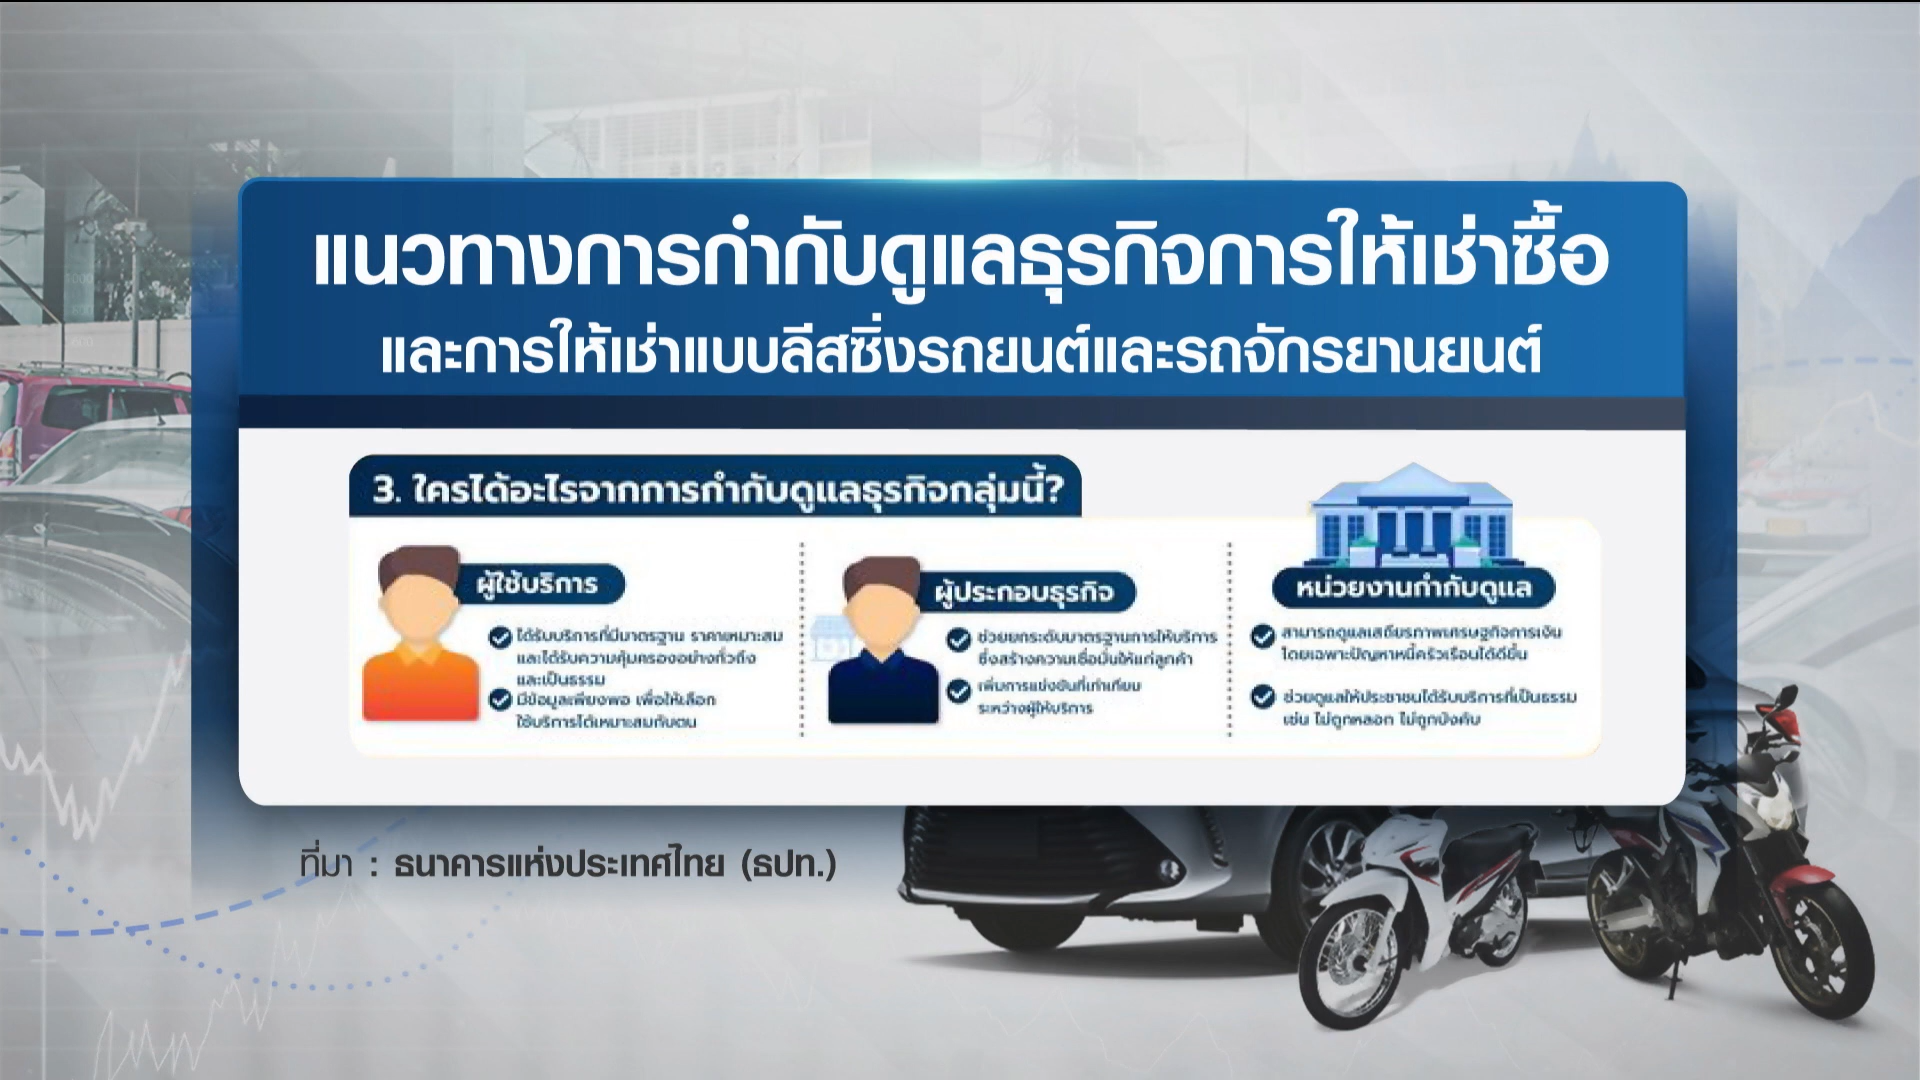 แนวทางการกำกับดูแลธุรกิจการให้เช่าซื้อ
และการให้เช่าแบบลีสซิ่งรถยนต์และรถจักรยานยนต์
3. ใครได้อะไรจากการกำกับดูแลธุรกิจกลุ่มนี้?
ผู้ใช้บริการ
ได้รับบริการที่มีมาตรฐาน ราคาเหมาะสม
และได้รับความคุ้มครองอย่างทั่วถึง
และเป็นธรรม
มีข้อมูลเพียงพอ เพื่อให้เลือก
ใช้บริการได้เหมาะสมกับตน
ผู้ประกอบธุรกิจ
ช่วยยกระดับมาตรฐานการให้บริการ
ซึ่งสร้างความเชื่อมั่นให้แก่ลูกค้า
เพิ่มการแข่งขันที่เท่าเทียม
ระหว่างผู้ให้บริการ
หน่วยงานกำกับดูแล
สามารถดูแลเสถียรภาพเศรษฐกิจการเงิน
โดยเฉพาะปัญหาหนี้ครัวเรือนได้ดีขึ้น
ช่วยดูแลให้ประชาชนได้รับบริการที่เป็นธรรม
เช่น ไม่ถูกหลอก ไม่ถูกบังคับ
ที่มา : ธนาคารแห่งประเทศไทย (ธปท.)